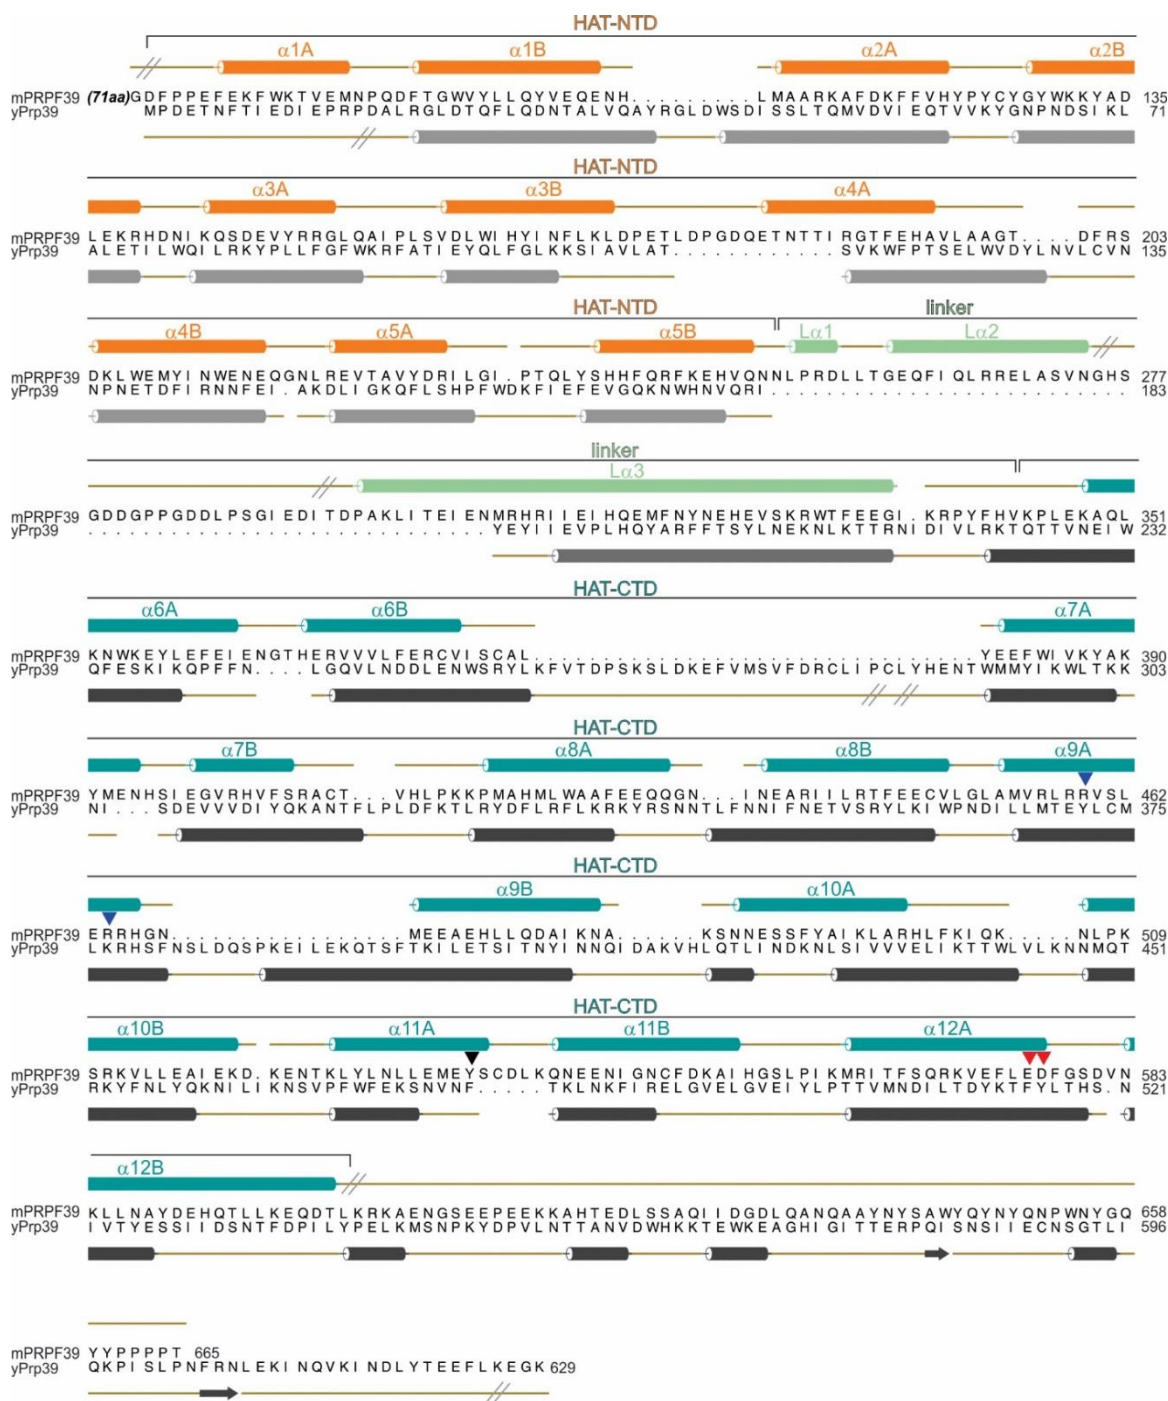 HAT-NTD
α1A α1B α2A α2B
mPRPF39 (71aa)GDFPPEFEKFWKTVEMNPQDFTGWVYLLQYVEQENH.........LMAARKAFDKFFVHYPYCYGYWKKYAD 135
yPrp39 MPDETNFTIEDIEPRPDALRGLDTQFLQDNTALVQAYRGLDWSDISSLTQMVDVIEQTVVKYGNPNDSIKL 71
HAT-NTD
α3A α3B α4A
mPRPF39 LEKRHDNIKQSDEVYRRGLQAIPLSVDLWIHYINFLKLDPETLDPGDQETNTTIRGTFEHAVLAAGT....DFRS 203
yPrp39 ALETILWQILRKYPLLFGFWKRFATIEYQLFGLKKSIAVLAT............SVKWFPTSELWVDYLNVLCVN 135
HAT-NTD linker
α4B α5A α5B Lα1 Lα2
mPRPF39 DKLWEMYINWENEQGNLREVTAVYDRILGI.PTQLYSHHFQRFKEHVQNNLPRDLLTGEQFIQLRRELASVNGHS 277
yPrp39 NPNETDFIRNNFEI.AKDLIGKQFLSHPFWDKFIEFEVGQKNWHNVQRI.......................... 183
linker
Lα3
mPRPF39 GDDGPPGDDLPSGIEDITDPAKLITEIENMRHRIIEIHQEMFNYNEHEVSKRWTFEEGI.KRPYFHVKPLEKAQL 351
yPrp39 .............................YEYIIEVPLHQYARFFTSYLNEKNLKTTRNIDIVLRKTQTTVNEIW 232
HAT-CTD
α6A α6B α7A
mPRPF39 KNWKEYLEFEIENGTHERVVVLFERCVISCAL................................YEEFWIVKYAK 390
yPrp39 QFESKIKQPFFN....LGQVLNDDLENWSRYLKFVTDPSKSLDKEFVMSVFDRCLIPCLYHENTWMMYIKWLTKK 303
HAT-CTD
α7B α8A α8B α9A
mPRPF39 YMENHSIEGVRHVFSRACT...VHLPKKPMAHMLWAAFEEQQGN...INEARIILRTFEECVLGLAMVRLRRVSL 462
yPrp39 NI...SDEVVVDIYQKANTFLPLDFKTLRYDFLRFLKRKYRSNNTLFNNIFNETVSRYLKIWPNDILLMTEYLCM 375
HAT-CTD
α9B α10A
mPRPF39 ERRHGN.................MEEAEHLLQDAIKNA......KSNNESSFYAIKLARHLFKIQK.....NLPK 509
yPrp39 LKRHSFNSLDQSPKEILEKQTSFTKILETSITNYINNQIDAKVHLQTLINDKNLSIVVVELIKTTWLVLKNNMQT 451
HAT-CTD
α10B α11A α11B α12A
mPRPF39 SRKVLLEAIEKD.KENTKLYLNLLEMEYSCDLKQNEENIGNCFDKAIHGSLPIKMRITFSQRKVEFLEDFGSDVN 583
yPrp39 RKYFNLYQKNILIKNSVPFWFEKSNVNF......TKLNKFIRELGVELGVEIYLPTTVMNDILTDYKTFYLTHS.N 521
α12B
mPRPF39 KLLNAYDEHQTLLKEQDTLKRKAENGSEEPEEKKAHTEDLSSAQIIDGDLQANQAAYNYSAWYQYNYQNPWNYGQ 658
yPrp39 IVTYESSIIDSNTFDPILYPELKMSNPKYDPVLNTTANVDWHKKTEWKEAGHIGITTERPQISNSIIECNSGTLI 596
mPRPF39 YYPPPPT 665
yPrp39 QKPISLPNFRNLEKINQVKINDLYTEEFLKEGK 629